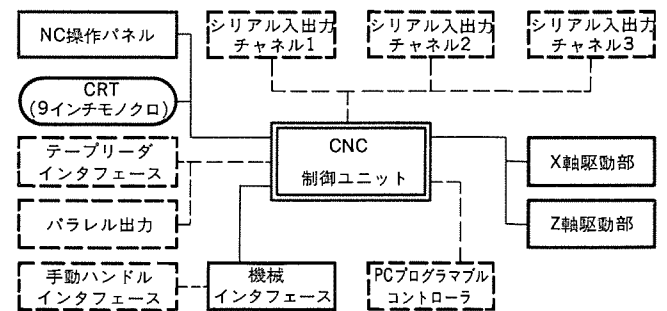 NC操作パネル
シリアル入出力
チャネル1
シリアル入出力
チャネル2
シリアル入出力
チャネル3
CRT
(9インチモノクロ)
CNC
制御ユニット
テープリーダ
インタフェース
X軸駆動部
パラレル出力
Z軸駆動部
手動ハンドル
インタフェース
機械
インタフェース
PCプログラマブル
コントローラ